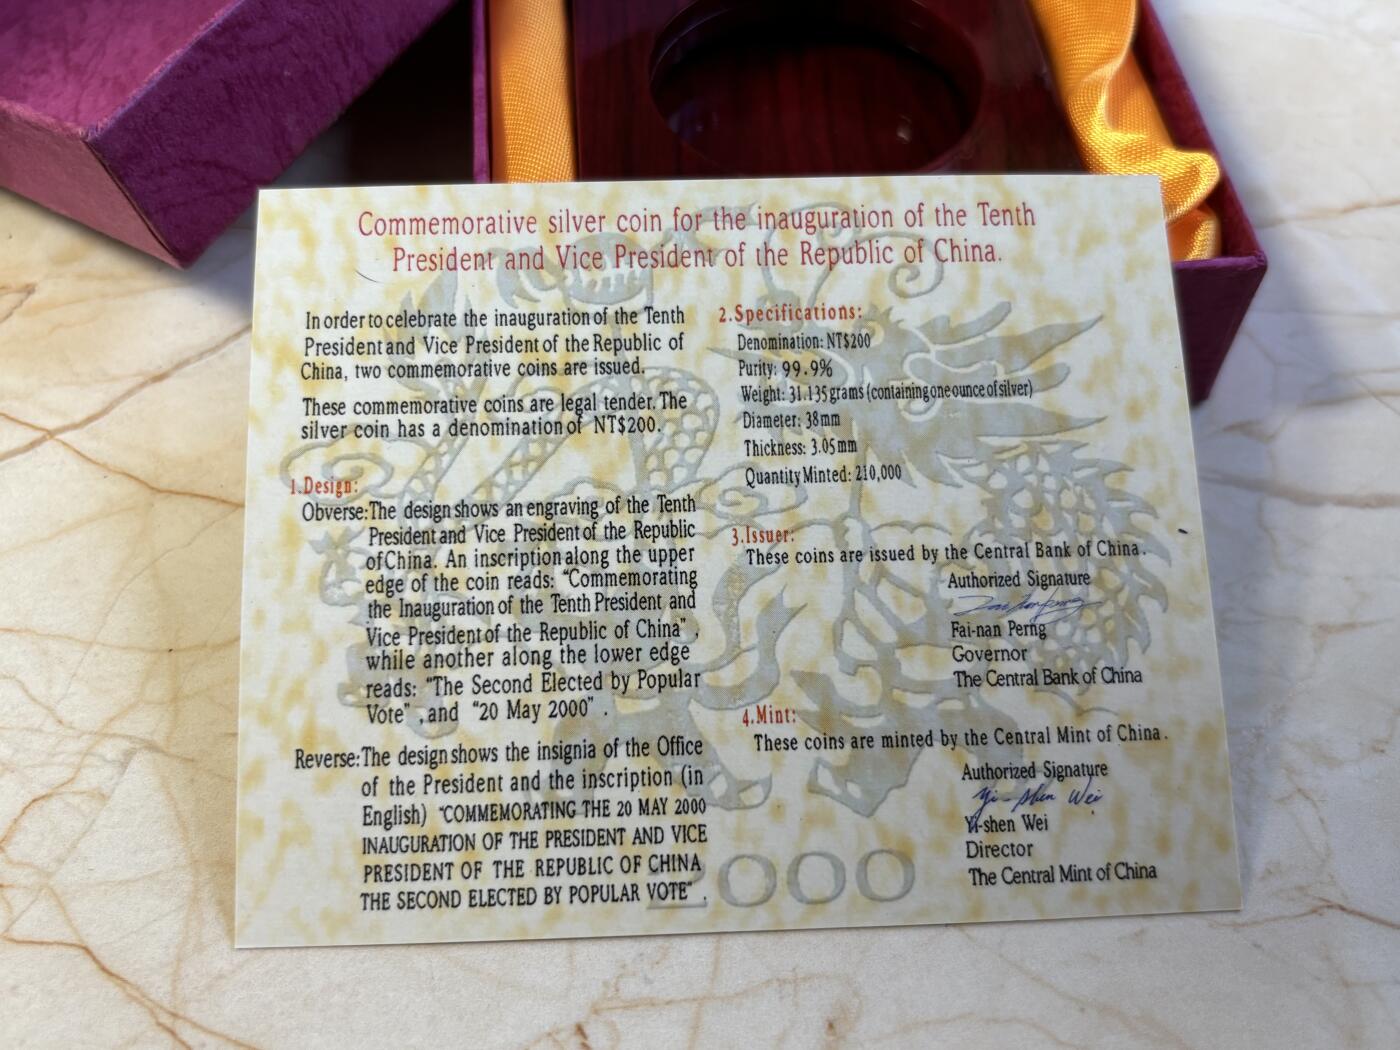 Commemorative silver coin for the inauguration of the Tenth
President and Vice President of the Republic of China.
In order to celebrate the inauguration of the Tenth
President and Vice President of the Republic of
China, two commemorative coins are issued.
These commemorative coins are legal tender. The
silver coin has a denomination of NT$200.
1.Design:
Obverse:The design shows an engraving of the Tenth
President and Vice President of the Republic
of China. An inscription along the upper
edge of the coin reads: "Commemorating
the Inauguration of the Tenth President and
Vice President of the Republic of China" ,
while another along the lower edge
reads: "The Second Elected by Popular
Vote" , and "20 May 2000" .
Reverse:The design shows the insignia of the Office
of the President and the inscription (in
English) "COMMEMORATING THE 20 MAY 2000
INAUGURATION OF THE PRESIDENT AND VICE
PRESIDENT OF THE REPUBLIC OF CHINA
THE SECOND ELECTED BY POPULAR VOTE" .
2.Specifications:
Denomination: NT$200
Purity: 99.9%
Weight: 31.135 grams (containing one ounce of silver)
Diameter: 38mm
Thickness: 3.05mm
Quantity Minted: 210,000
3.Issuer:
These coins are issued by the Central Bank of China.
Authorized Signature
Fai-nan Perng
Governor
The Central Bank of China
4.Mint:
These coins are minted by the Central Mint of China.
Authorized Signature
Yi-shen Wei
Yi-shen Wei
Director
The Central Mint of China
2000